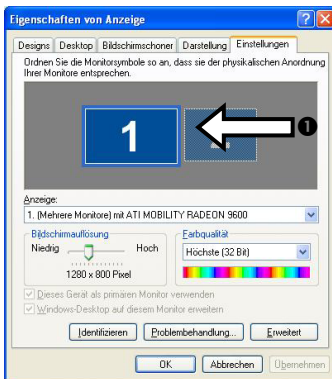 Eigenschaften von Anzeige
Designs Desktop Bildschirmschoner Darstellung Einstellungen
Ordnen Sie die Monitorsymbole so an, dass sie der physikalischen Anordnung
Ihrer Monitore entsprechen.
1
❶
Anzeige:
1. (Mehrere Monitore) mit ATI MOBILITY RADEON 9600
Bildschirmauflösung
Niedrig Hoch
1280 x 800 Pixel
Farbqualität
Höchste (32 Bit)
Dieses Gerät als primären Monitor verwenden
Windows-Desktop auf diesem Monitor erweitern
Identifizieren Problembehandlung... Erweitert
OK Abbrechen Übernehmen